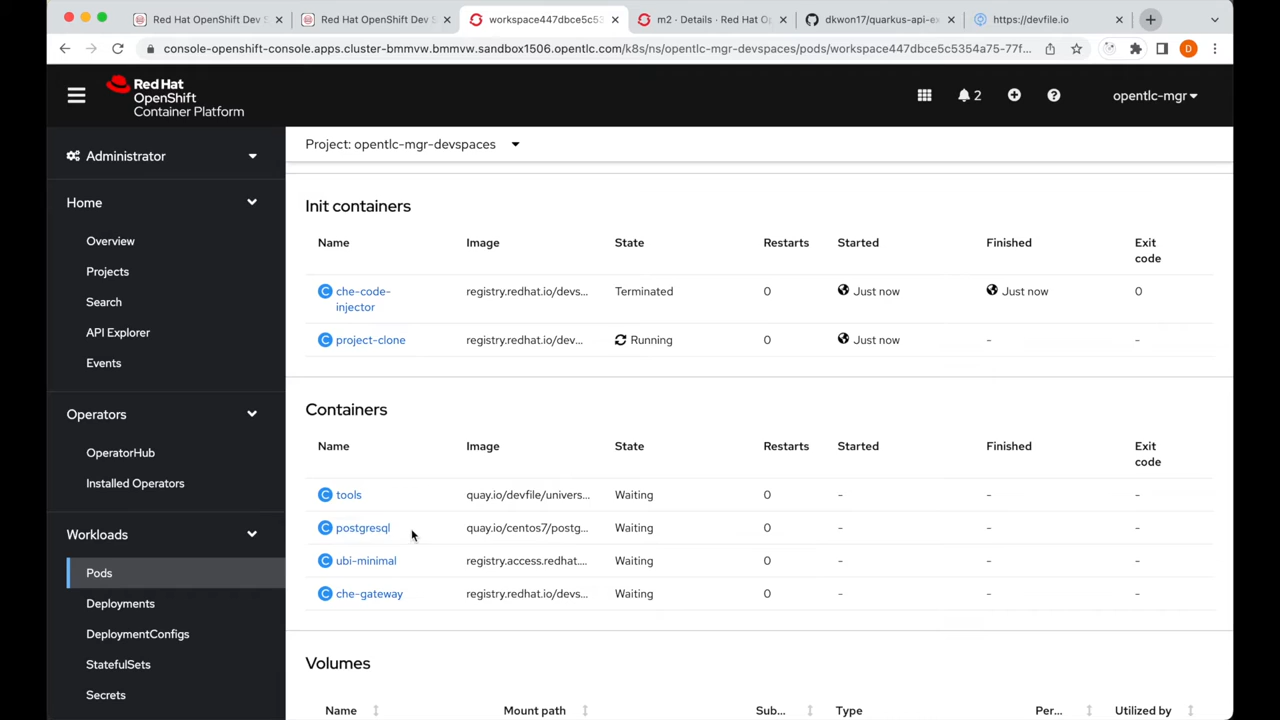 Red Hat OpenShift Dev S
Red Hat OpenShift Dev S
workspace447dbce5c53
m2 · Details · Red Hat O
dkwon17/quarkus-api-ex
https://devfile.io
console-openshift-console.apps.cluster-bmmvw.bmmvw.sandbox1506.opentlc.com/k8s/ns/opentlc-mgr-devspaces/pods/workspace447dbce5c5354a75-77f...
D
Red Hat
OpenShift
Container Platform
2
opentlc-mgr
Administrator
Project: opentlc-mgr-devspaces
Home
Overview
Projects
Search
API Explorer
Events
Operators
OperatorHub
Installed Operators
Workloads
Pods
Deployments
DeploymentConfigs
StatefulSets
Secrets
Init containers
Name Image State Restarts Started Finished Exit code
C che-code-injector registry.redhat.io/devs... Terminated 0 Just now Just now 0
C project-clone registry.redhat.io/dev... Running 0 Just now - -
Containers
Name Image State Restarts Started Finished Exit code
C tools quay.io/devfile/univers... Waiting 0 - - -
C postgresql quay.io/centos7/postg... Waiting 0 - - -
C ubi-minimal registry.access.redhat.... Waiting 0 - - -
C che-gateway registry.redhat.io/devs... Waiting 0 - - -
Volumes
Name Mount path Sub... Type Per... Utilized by